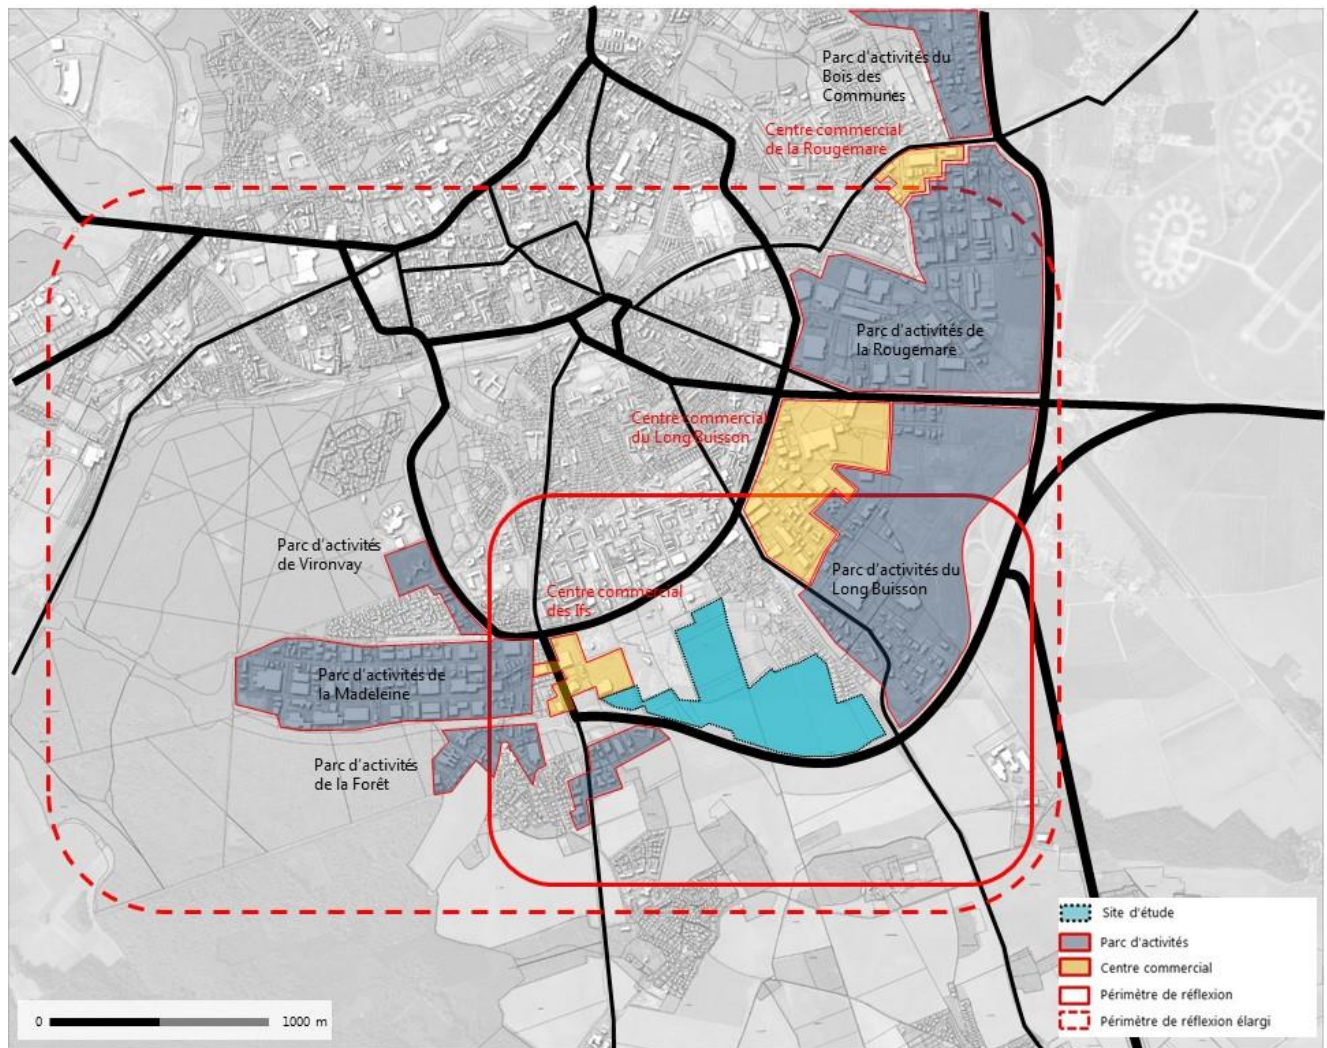 Parc d'activités du
Bois des
Communes
Centre commercial
de la Rougemare
Parc d'activités de
la Rougemare
Centre commercial
du Long Buisson
Parc d'activités
de Vironvay
Parc d'activités du
Long Buisson
Centre commercial
des Ifs
Parc d'activités de
la Madeleine
Parc d'activités
de la Forêt
Site d'étude
Parc d'activités
Centre commercial
Périmètre de réflexion
Périmètre de réflexion élargi
0 1000 m